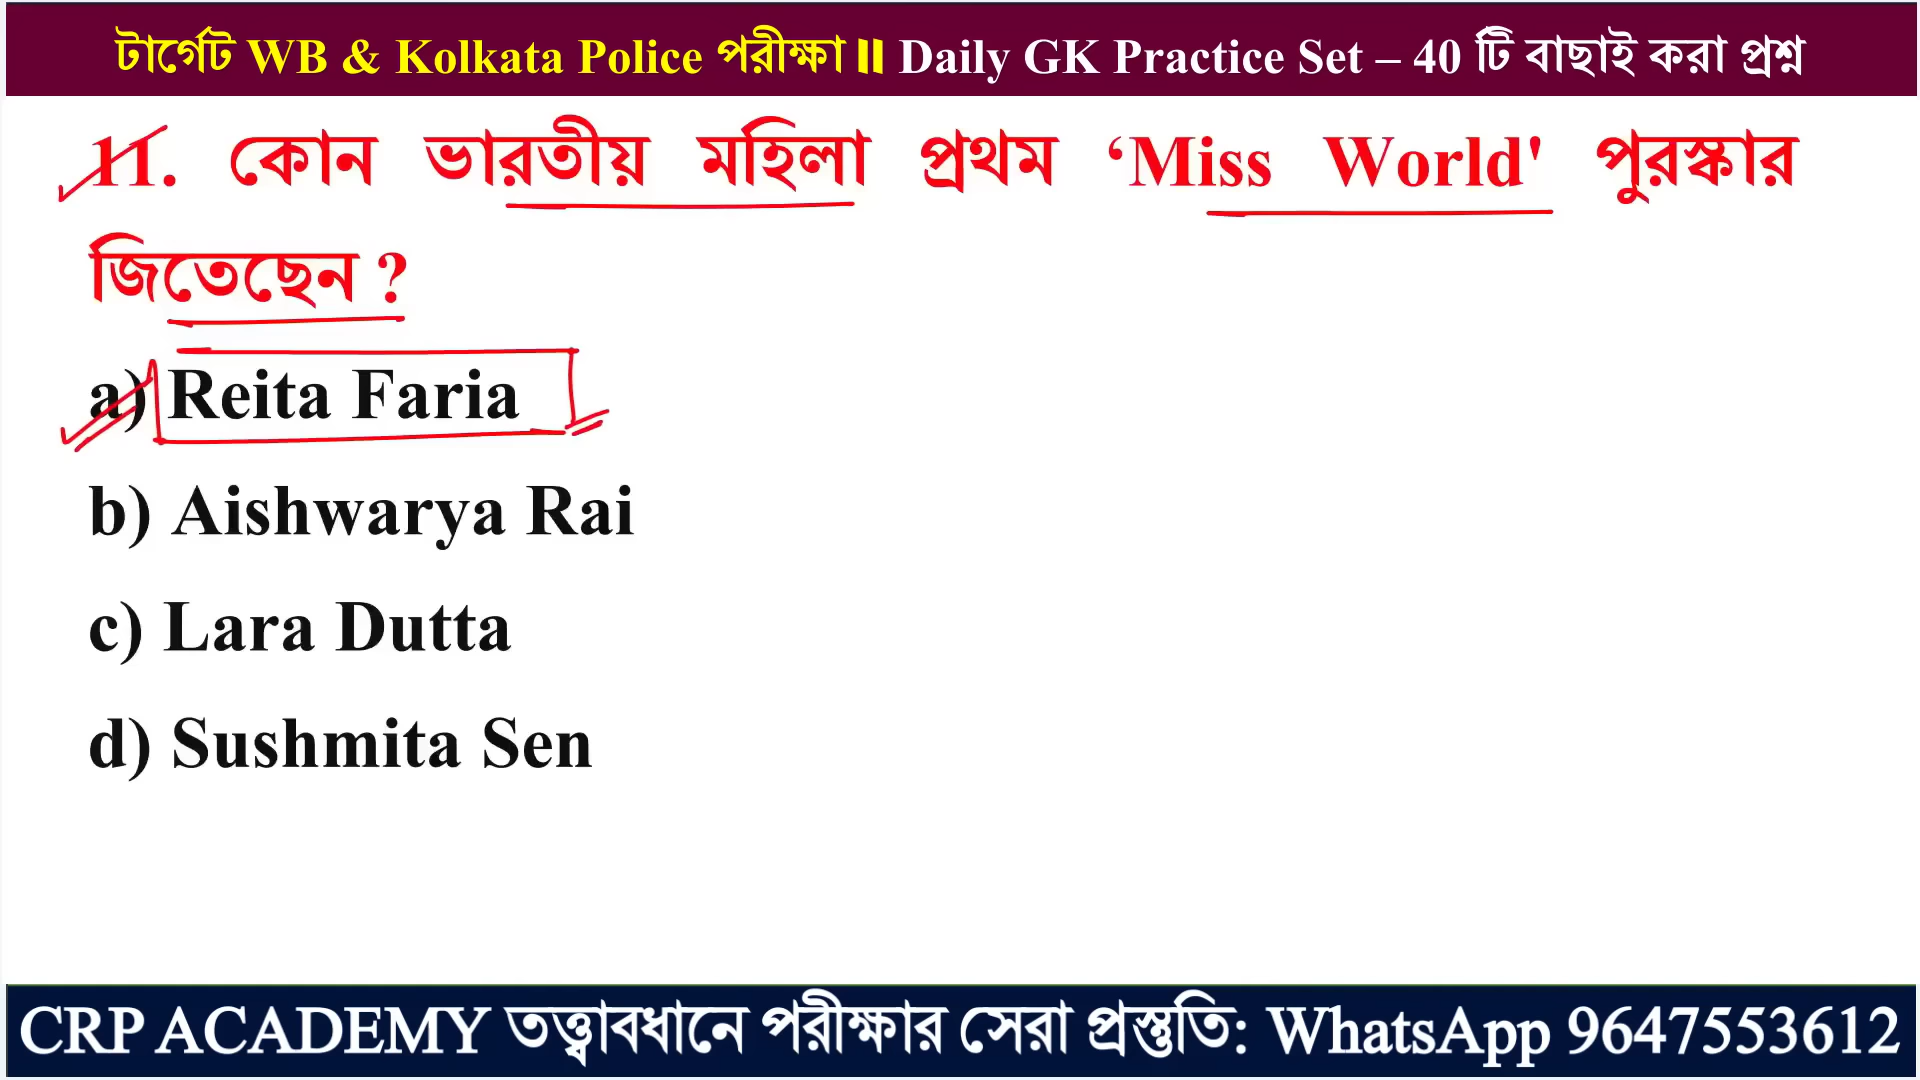 টার্গেট WB & Kolkata Police পরীক্ষা॥ Daily GK Practice Set – 40 টি বাছাই করা প্রশ্ন
11. কোন ভারতীয় মহিলা প্রথম ‘Miss World' পুরস্কার
জিতেছেন ?
a) Reita Faria
b) Aishwarya Rai
c) Lara Dutta
d) Sushmita Sen
CRP ACADEMY তত্ত্বাবধানে পরীক্ষার সেরা প্রস্তুতি: WhatsApp 9647553612